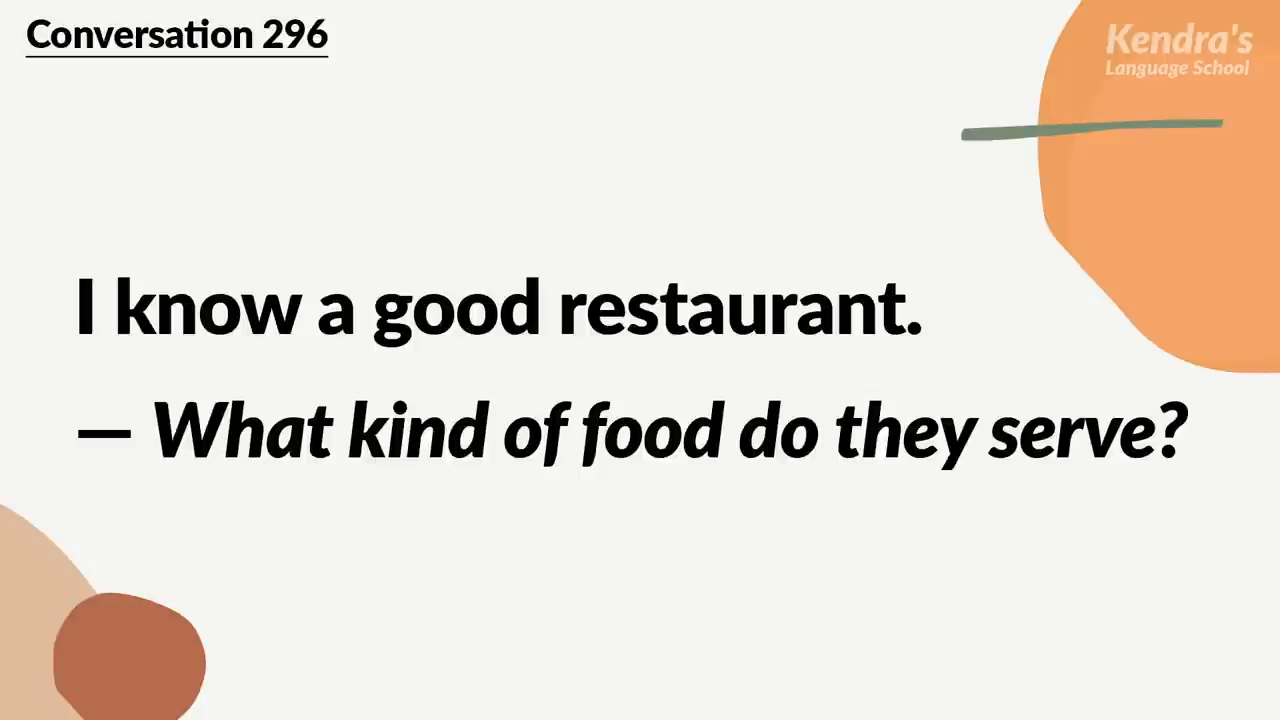 Conversation 296
Kendra's
Language School
I know a good restaurant.
— What kind of food do they serve?